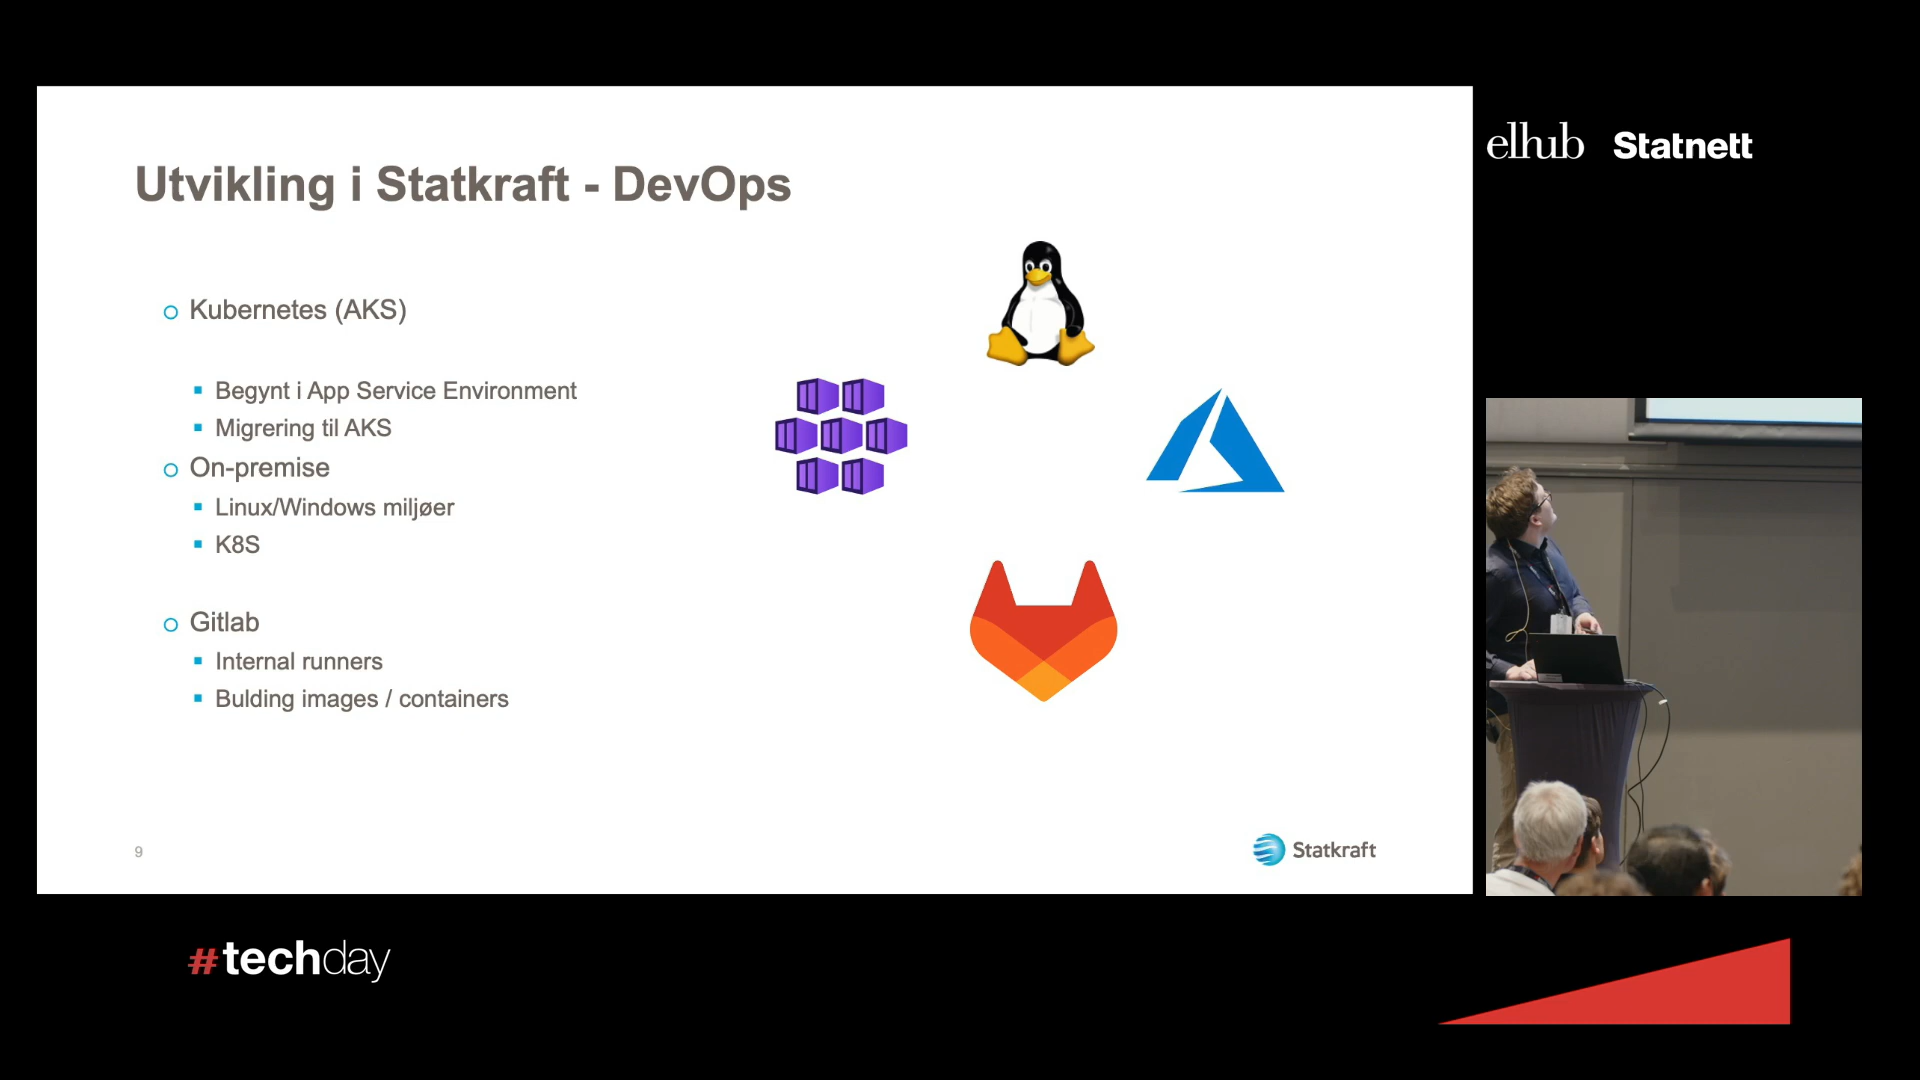 Utvikling i Statkraft - DevOps
Kubernetes (AKS)
Begynt i App Service Environment
Migrering til AKS
On-premise
Linux/Windows miljøer
K8S
Gitlab
Internal runners
Bulding images / containers
9
Statkraft
elhub Statnett
#techday